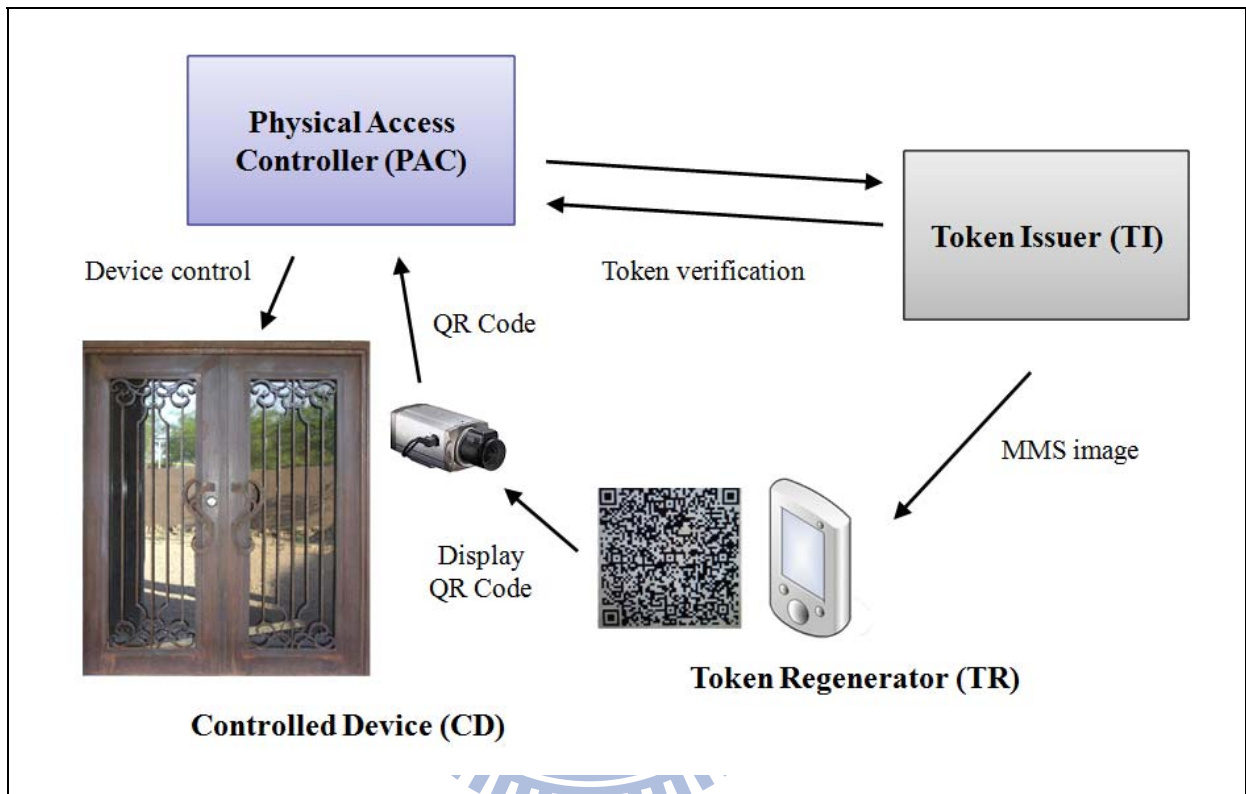 Physical Access
Controller (PAC)
Token Issuer (TI)
Device control
Token verification
QR Code
MMS image
Display
QR Code
Token Regenerator (TR)
Controlled Device (CD)